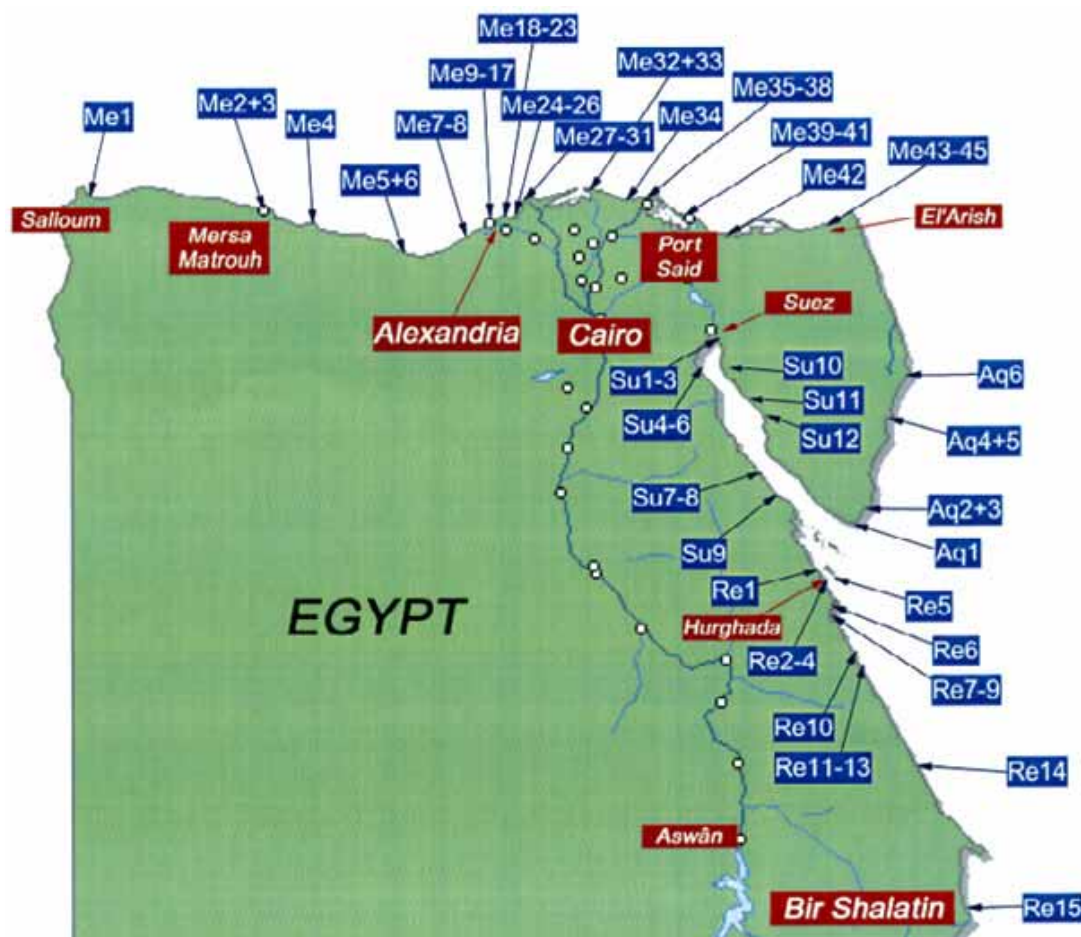 Me18-23
Me9-17
Me32+33
Me35-38
Me2+3
Me24-26
Me34
Me1
Me4
Me7-8
Me27-31
Me39-41
Me43-45
Me5+6
Me42
Salloum
Mersa
Matrouh
Port
Said
El'Arish
Alexandria
Cairo
Suez
Su1-3
Su10
Aq6
Su4-6
Su11
Su12
Aq4+5
Su7-8
Aq2+3
Su9
Aq1
Re1
Re5
EGYPT
Hurghada
Re6
Re2-4
Re7-9
Re10
Re11-13
Re14
Aswân
Bir Shalatin
Re15